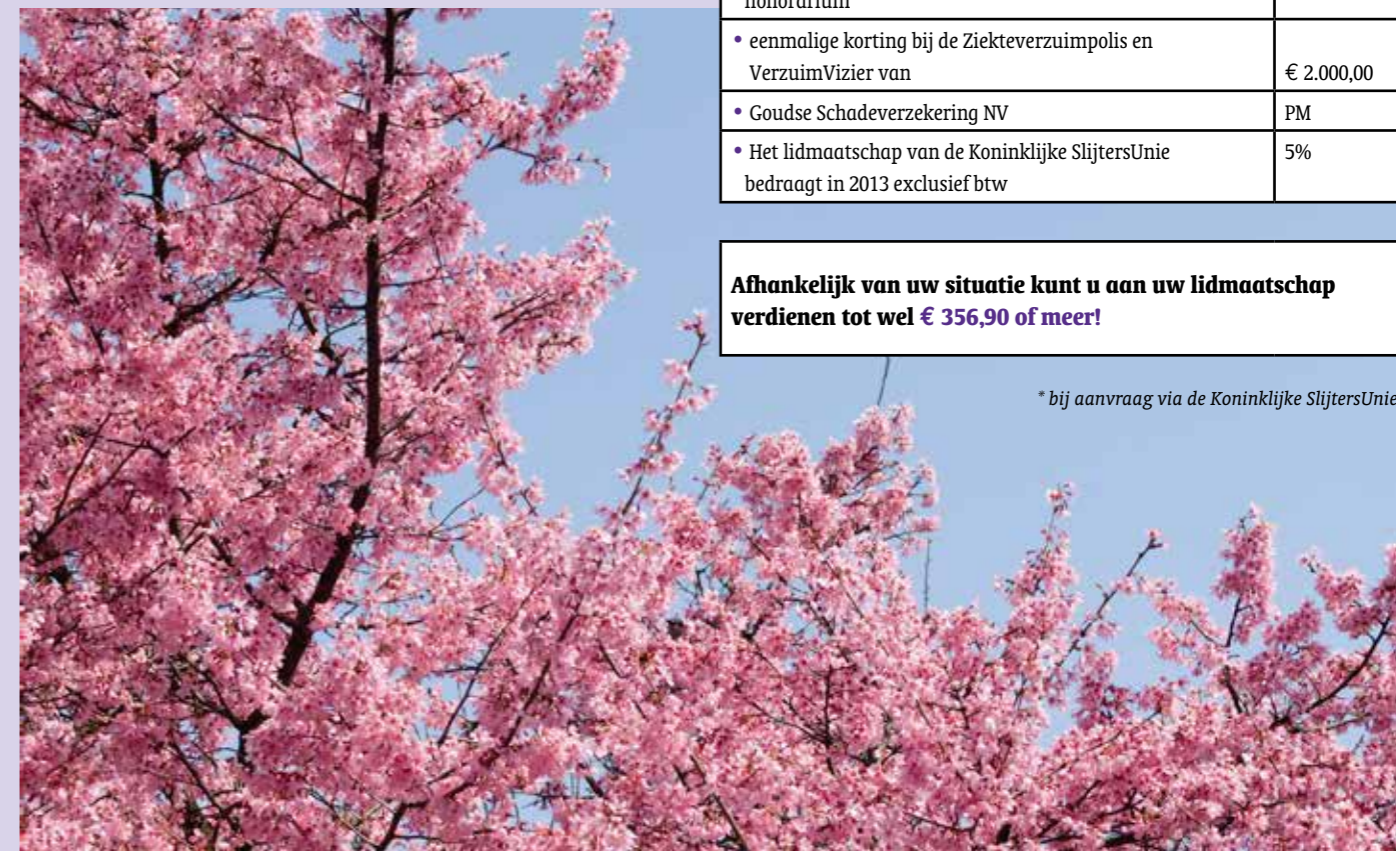 honorarium
• eenmalige korting bij de Ziekteverzuimpolis en
VerzuimVizier van € 2.000,00
• Goudse Schadeverzekering NV PM
• Het lidmaatschap van de Koninklijke SlijtersUnie 5%
bedraagt in 2013 exclusief btw
Afhankelijk van uw situatie kunt u aan uw lidmaatschap
verdienen tot wel € 356,90 of meer!
* bij aanvraag via de Koninklijke SlijtersUnie